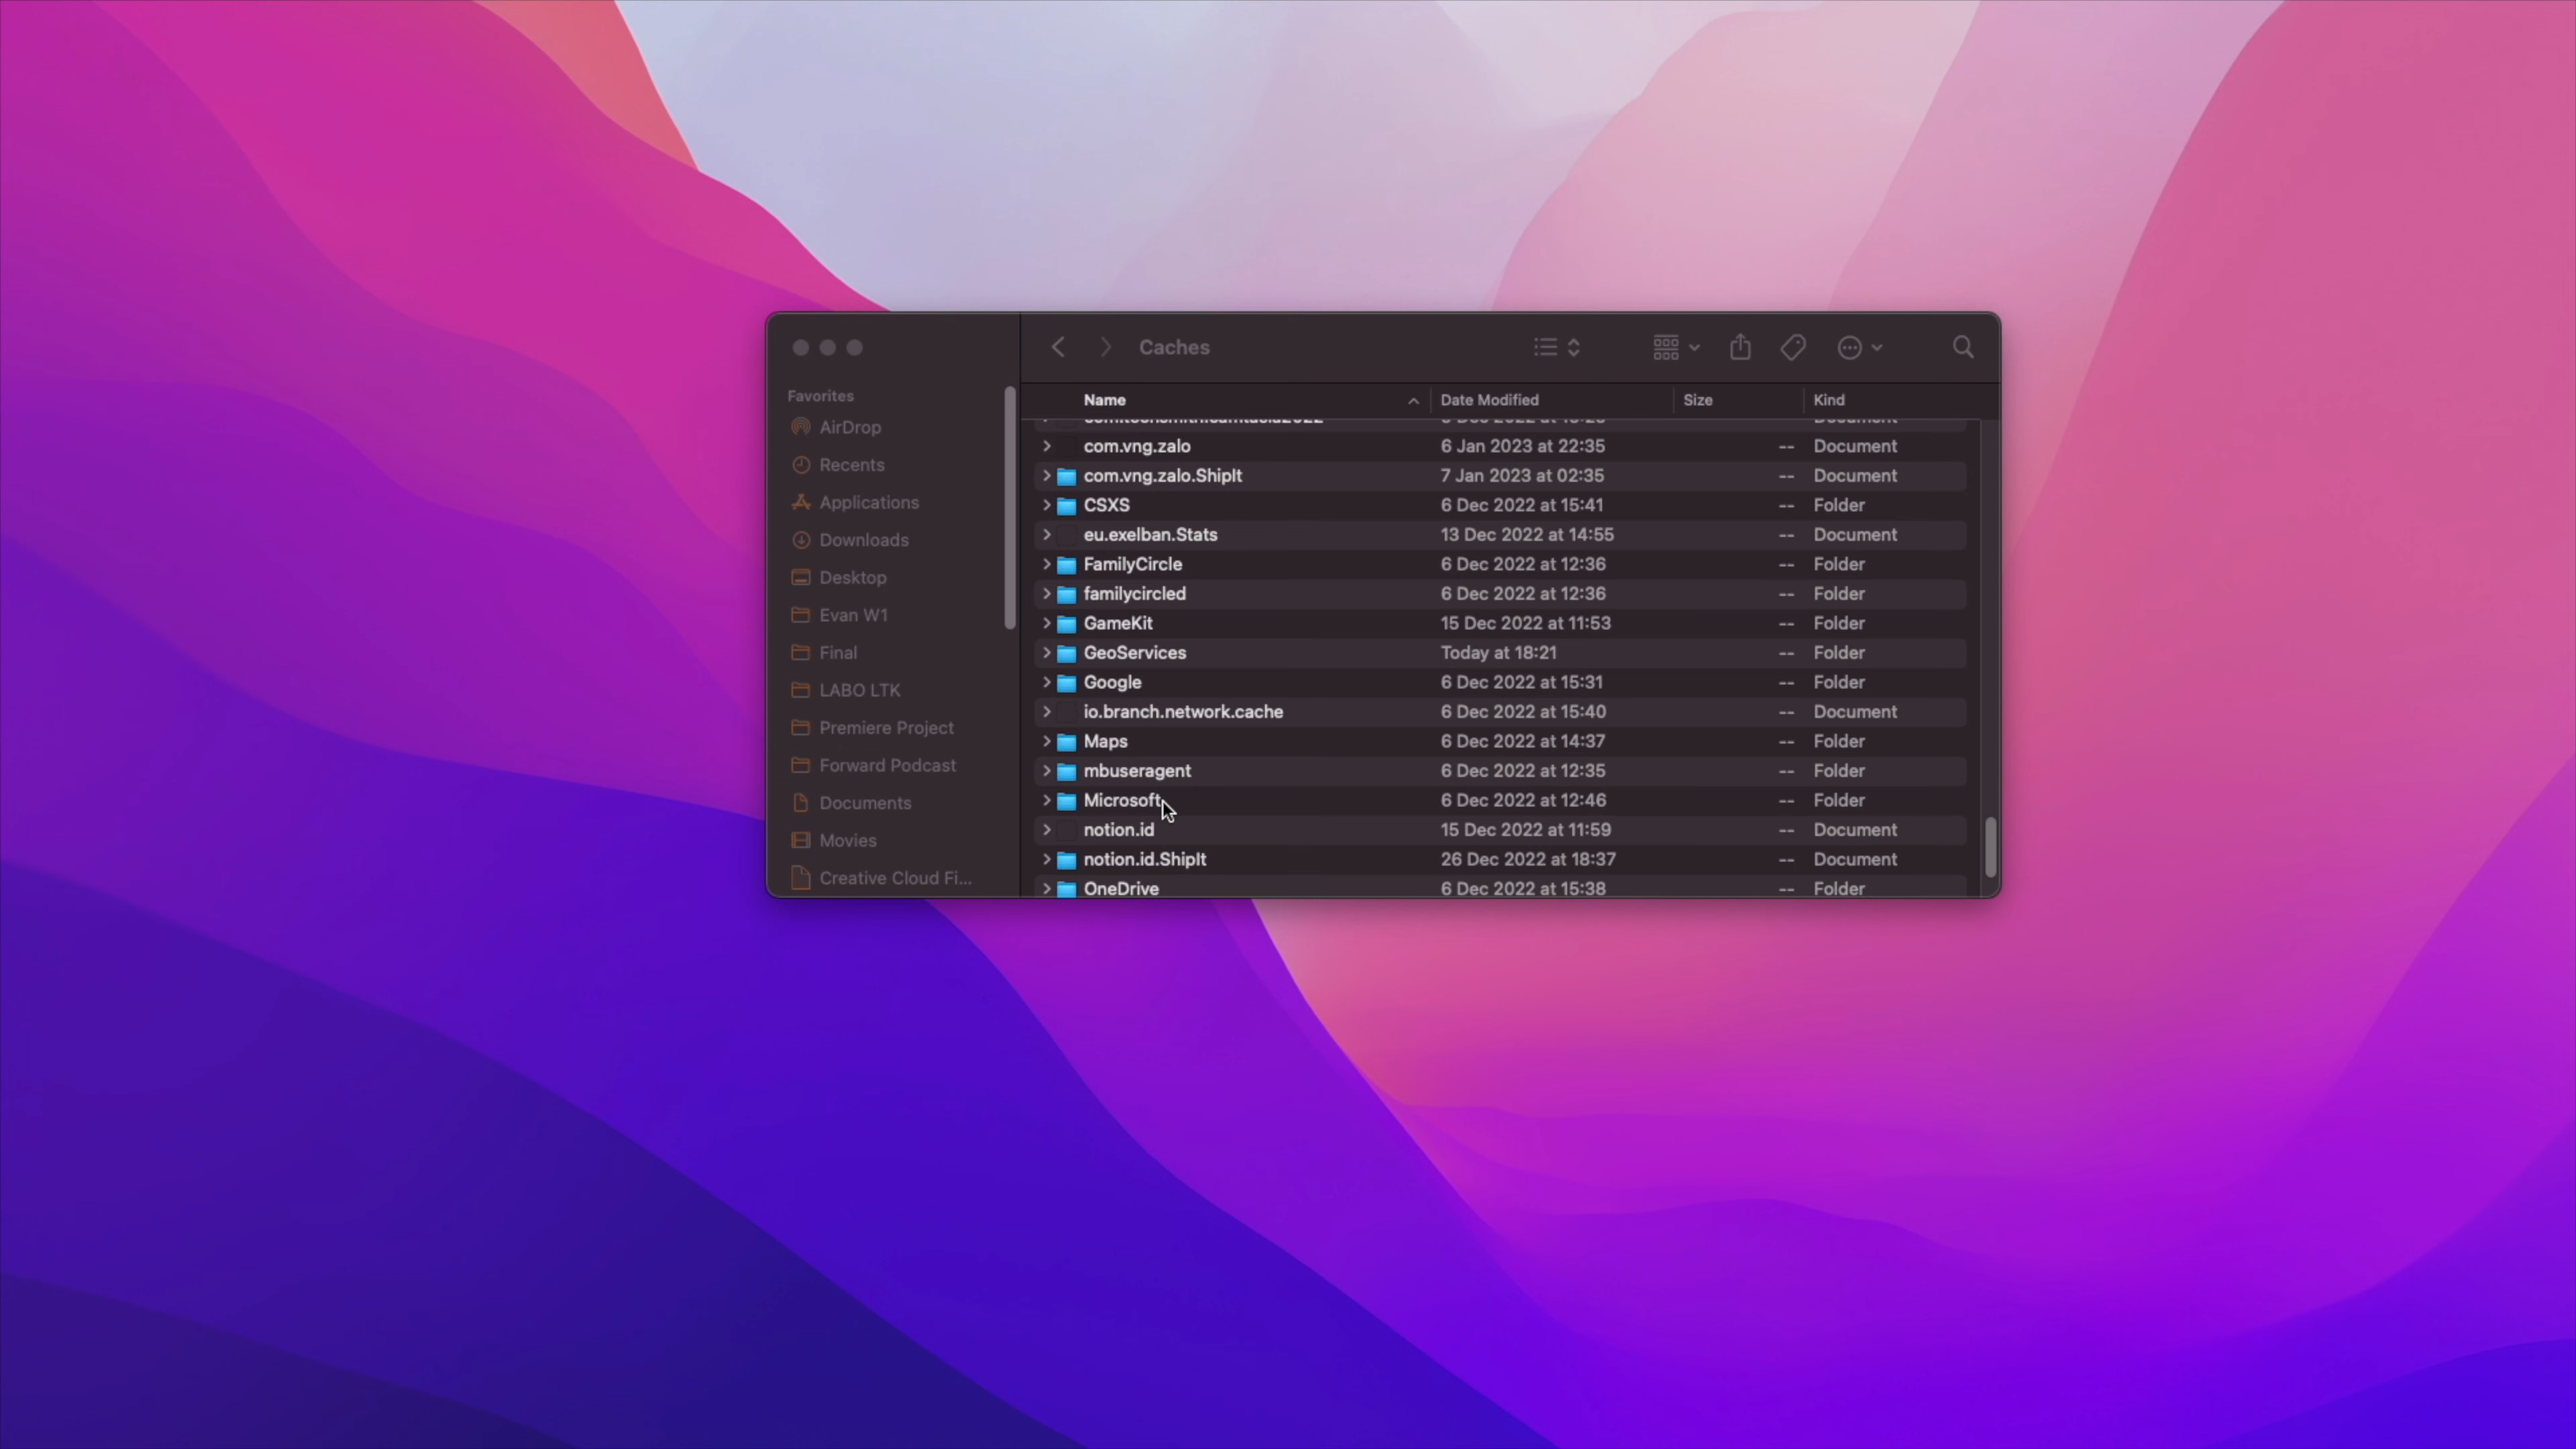 Caches
Favorites
AirDrop
Recents
Applications
Downloads
Desktop
Evan W1
Final
LABO LTK
Premiere Project
Forward Podcast
Documents
Movies
Creative Cloud Fi...
Name Date Modified Size Kind
com.vng.zalo 6 Jan 2023 at 22:35 -- Document
com.vng.zalo.ShipIt 7 Jan 2023 at 02:35 -- Document
CSXS 6 Dec 2022 at 15:41 -- Folder
eu.exelban.Stats 13 Dec 2022 at 14:55 -- Document
FamilyCircle 6 Dec 2022 at 12:36 -- Folder
familycircled 6 Dec 2022 at 12:36 -- Folder
GameKit 15 Dec 2022 at 11:53 -- Folder
GeoServices Today at 18:21 -- Folder
Google 6 Dec 2022 at 15:31 -- Folder
io.branch.network.cache 6 Dec 2022 at 15:40 -- Document
Maps 6 Dec 2022 at 14:37 -- Folder
mbuseragent 6 Dec 2022 at 12:35 -- Folder
Microsoft 6 Dec 2022 at 12:46 -- Folder
notion.id 15 Dec 2022 at 11:59 -- Document
notion.id.ShipIt 26 Dec 2022 at 18:37 -- Document
OneDrive 6 Dec 2022 at 15:38 -- Folder